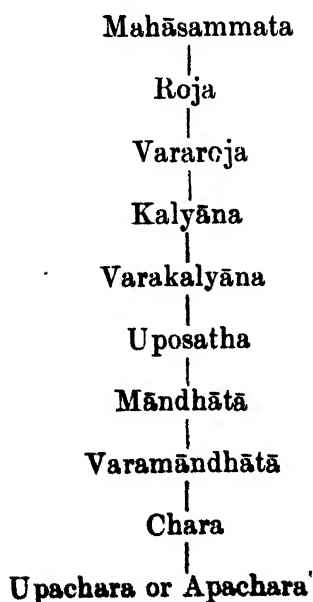 Mahāsammata
Roja
Vararoja
Kalyāna
Varakalyāna
Uposatha
Māndhātā
Varamāndhātā
Chara
Upachara or Apachara